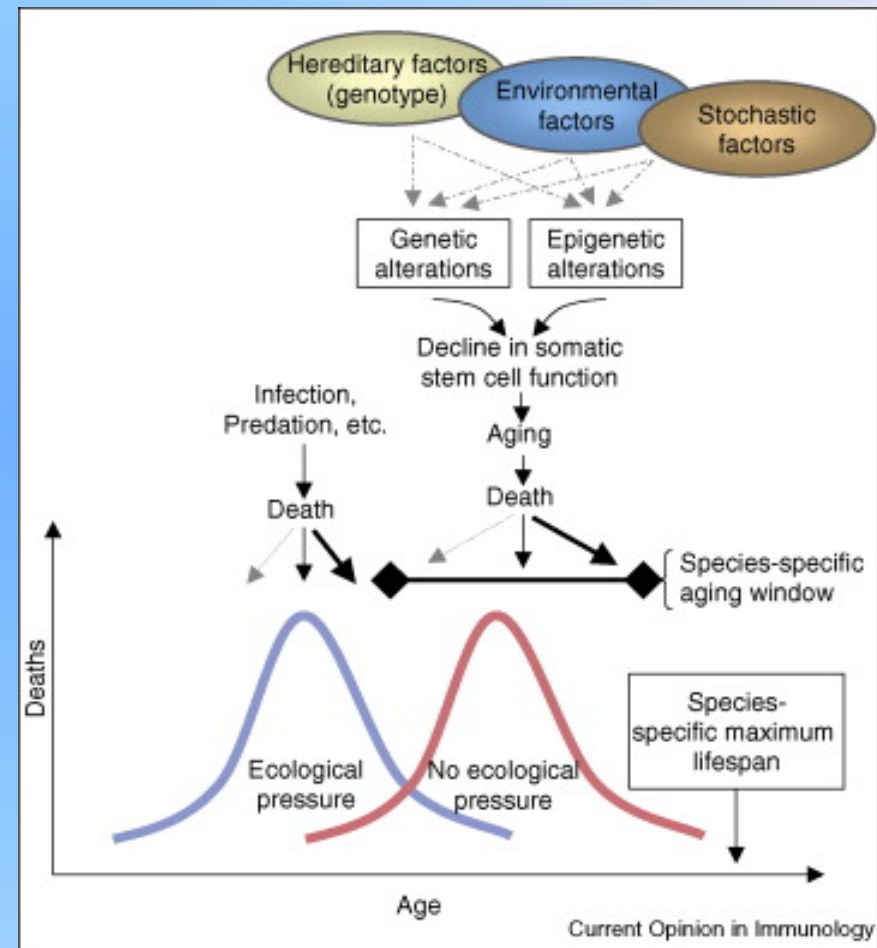 Hereditary factors
(genotype)
Environmental
factors
Stochastic
factors
Genetic
alterations
Epigenetic
alterations
Decline in somatic
stem cell function
Infection,
Predation, etc.
Aging
Death
Death
Species-specific
aging window
Deaths
Species-
specific maximum
lifespan
Ecological
pressure
No ecological
pressure
Age
Current Opinion in Immunology